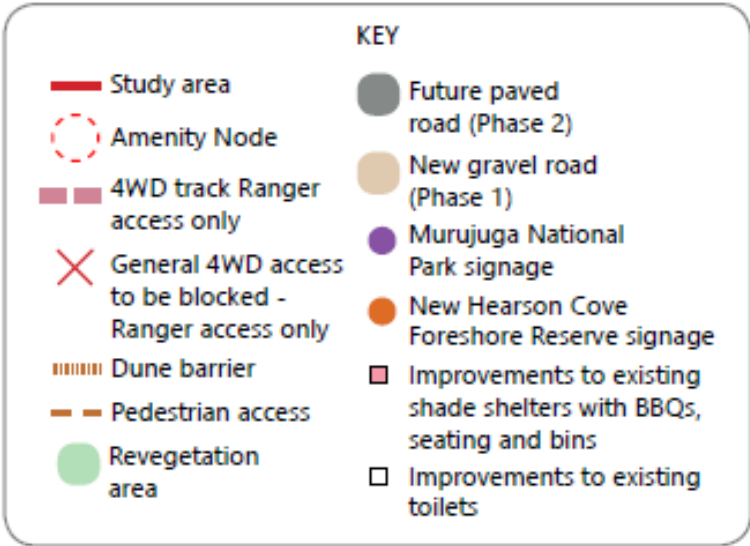 KEY
Study area
Amenity Node
4WD track Ranger
access only
General 4WD access
to be blocked -
Ranger access only
Dune barrier
Pedestrian access
Revegetation
area
Future paved
road (Phase 2)
New gravel road
(Phase 1)
Murujuga National
Park signage
New Hearson Cove
Foreshore Reserve signage
Improvements to existing
shade shelters with BBQs,
seating and bins
Improvements to existing
toilets